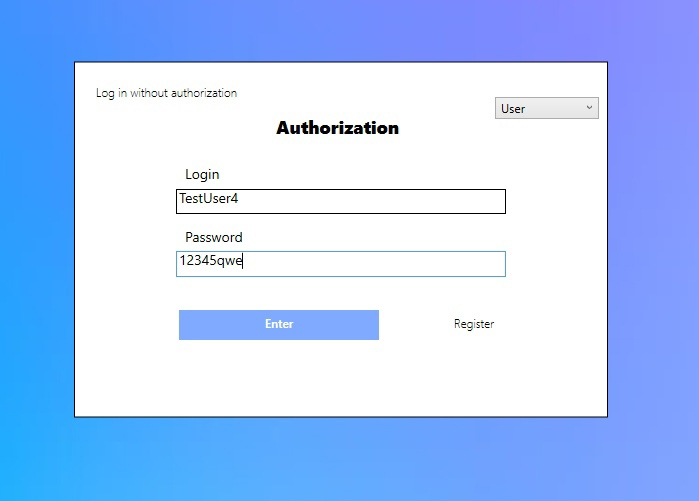 Log in without authorization
User
Authorization
Login
TestUser4
Password
12345qwe
Enter
Register